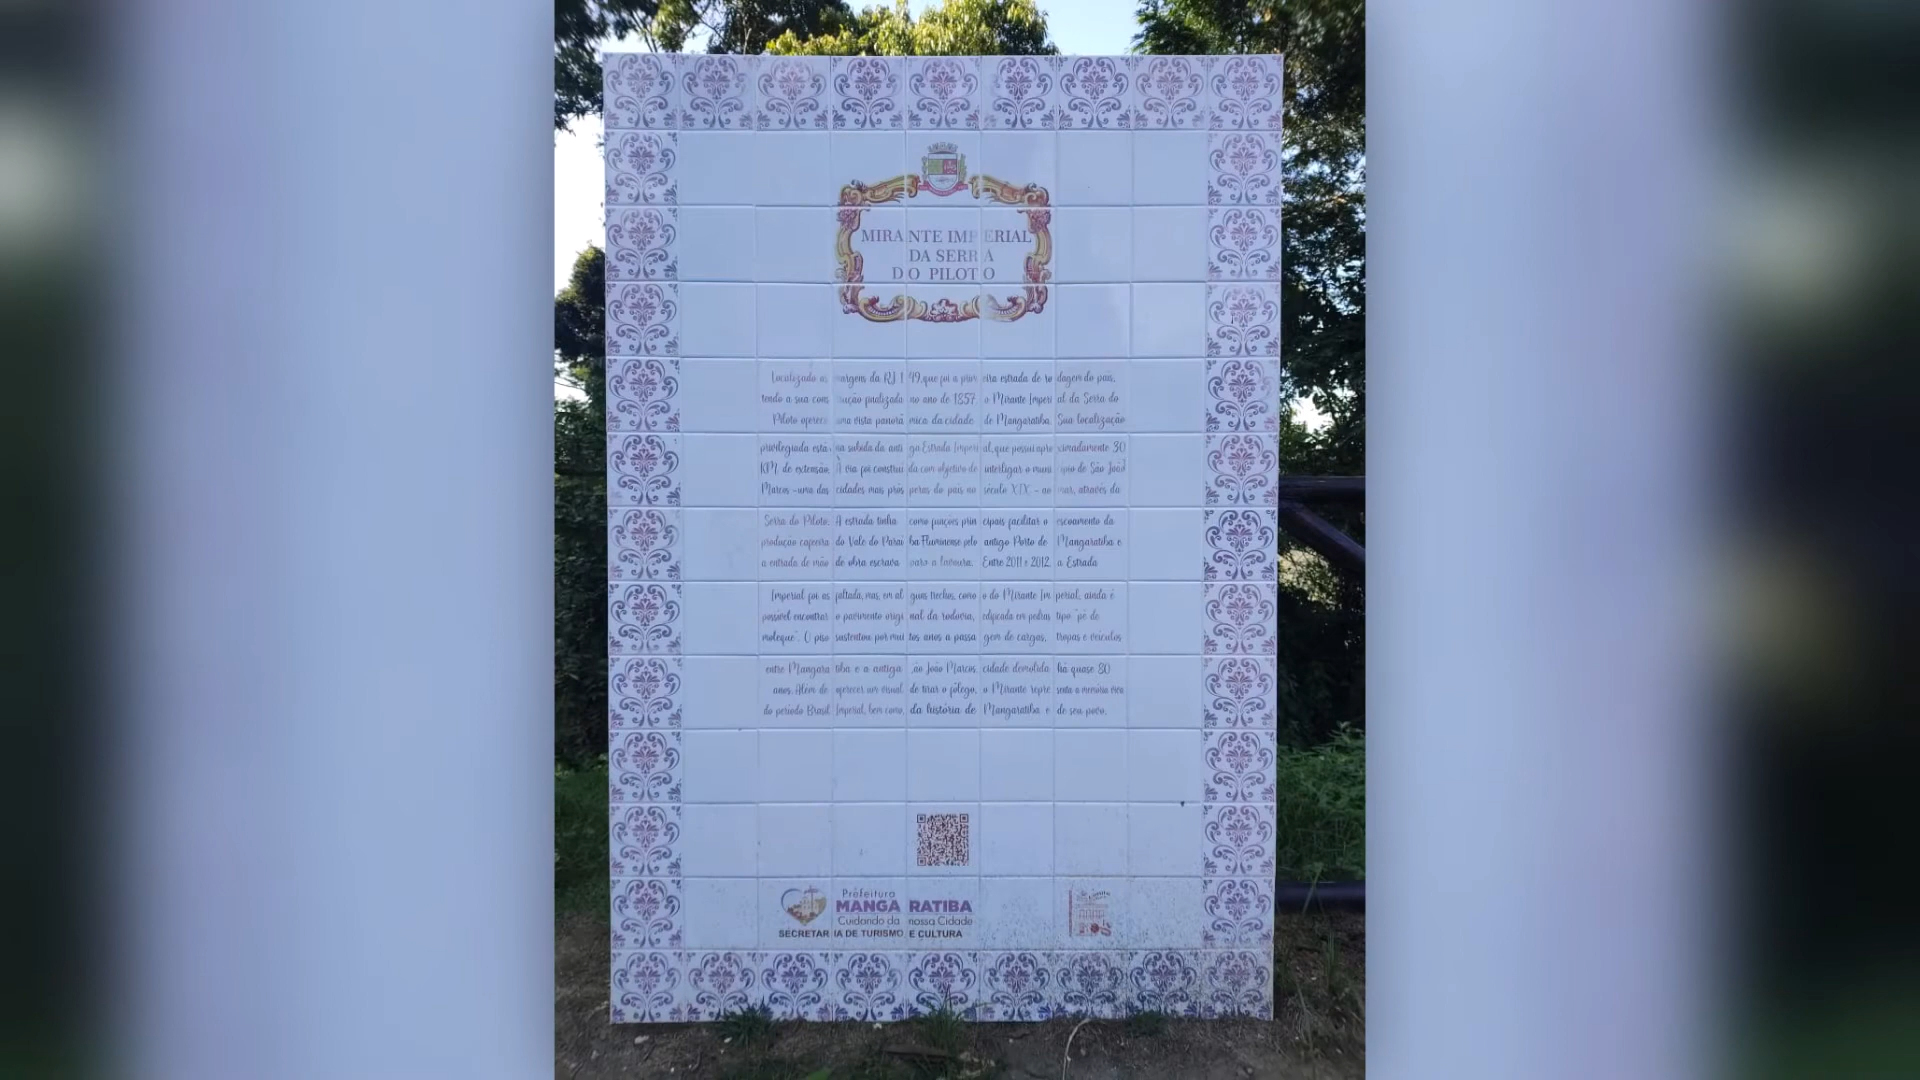 MIRANTE IMPERIAL
DA SERRA
DO PILOTO
Localizado às margens da RJ 149, que foi a primeira estrada de rodagem do país,
tendo a sua construção finalizada no ano de 1857, o Mirante Imperial da Serra do
Piloto oferece uma vista panorâmica da cidade de Mangaratiba. Sua localização
privilegiada está na subida da antiga Estrada Imperial, que possui aproximadamente 30
KM de extensão. A via foi construída com objetivo de interligar o município de São João
Marcos - uma das cidades mais prósperas do país no século XIX - ao mar, através da
Serra do Piloto. A estrada tinha como funções principais facilitar o escoamento da
produção cafeeira do Vale do Paraíba Fluminense pelo antigo Porto de Mangaratiba e
a entrada de mão de obra escrava para a lavoura. Entre 2011 e 2012, a Estrada
Imperial foi asfaltada, mas, em alguns trechos, como o do Mirante Imperial, ainda é
possível encontrar o pavimento original da rodovia, edificada em pedras tipo "pé de
moleque". O piso sustentou por muitos anos a passagem de cargas, tropas e veículos
entre Mangaratiba e a antiga São João Marcos, cidade demolida há quase 80
anos. Além de oferecer um visual de tirar o fôlego, o Mirante representa a memória viva
do período Brasil Imperial, bem como, da história de Mangaratiba e de seu povo.
Prefeitura
MANGARATIBA
Cuidando da nossa Cidade
SECRETARIA DE TURISMO E CULTURA